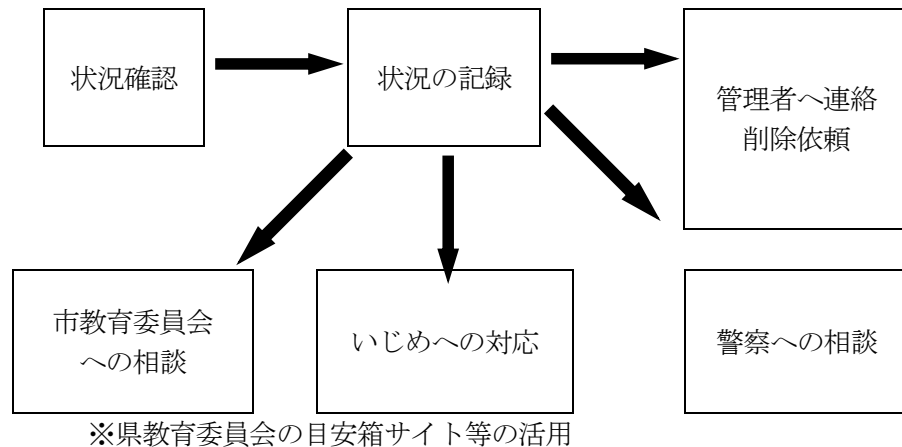 状況確認
状況の記録
管理者へ連絡
削除依頼
市教育委員会
への相談
いじめへの対応
警察への相談
※県教育委員会の目安箱サイト等の活用